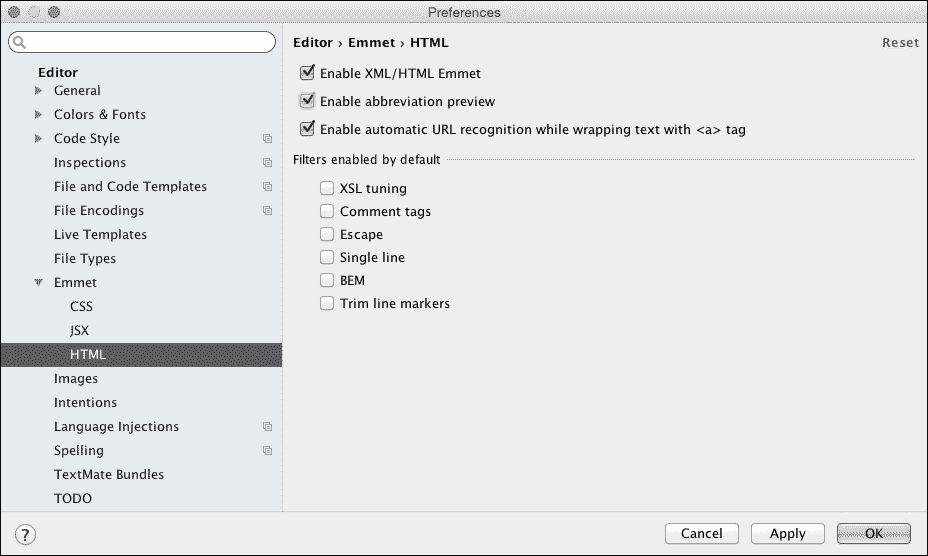 Preferences
Editor
General
Colors & Fonts
Code Style
Inspections
File and Code Templates
File Encodings
Live Templates
File Types
Emmet
CSS
JSX
HTML
Images
Intentions
Language Injections
Spelling
TextMate Bundles
TODO
Editor › Emmet › HTML
Reset
Enable XML/HTML Emmet
Enable abbreviation preview
Enable automatic URL recognition while wrapping text with <a> tag
Filters enabled by default
XSL tuning
Comment tags
Escape
Single line
BEM
Trim line markers
?
Cancel
Apply
OK